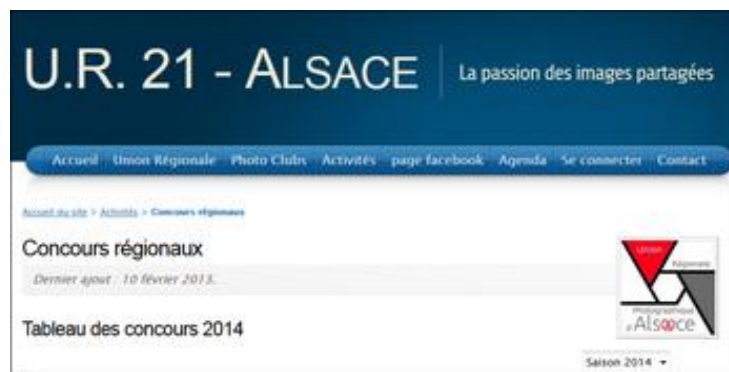 U.R. 21 - ALSACE
La passion des images partagées
Accueil Union Régionale Photo Clubs Activités page facebook Agenda Se connecter Contact
Accueil du site > Activités > Concours régionaux
Concours régionaux
Dernier ajout : 10 février 2013.
Union
Régionale
Photographique
d'Alsace
Tableau des concours 2014
Saison 2014